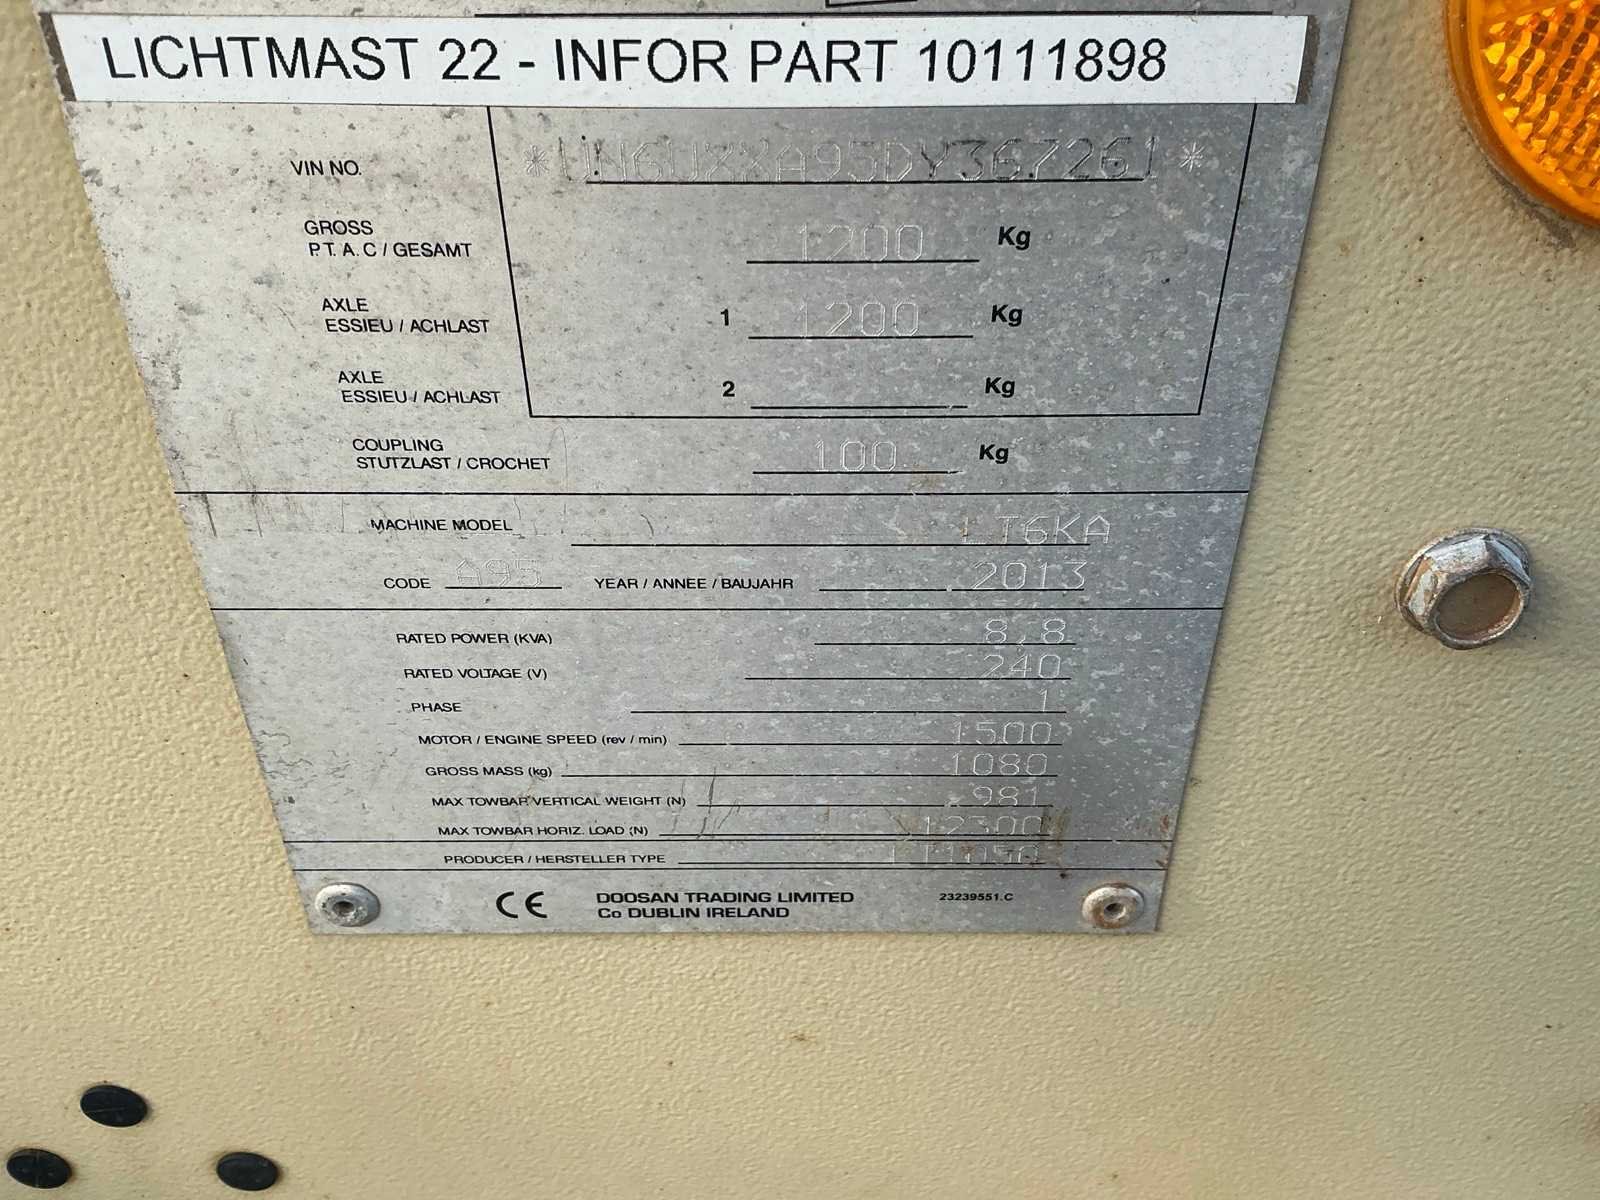 LICHTMAST 22 - INFOR PART 10111898
VIN NO. *UN6UXXA95DY367261*
GROSS
P.T. A. C / GESAMT 1200 Kg
AXLE
ESSIEU / ACHLAST 1 1200 Kg
AXLE
ESSIEU / ACHLAST 2 Kg
COUPLING
STUTZLAST / CROCHET 100 Kg
MACHINE MODEL LT6KA
CODE A95 YEAR / ANNEE / BAUJAHR 2013
RATED POWER (KVA) 8,8
RATED VOLTAGE (V) 240
PHASE 1
MOTOR / ENGINE SPEED (rev / min) 1500
GROSS MASS (kg) 1080
MAX TOWBAR VERTICAL WEIGHT (N) 981
MAX TOWBAR HORIZ. LOAD (N) 12300
PRODUCER / HERSTELLER TYPE
CE DOOSAN TRADING LIMITED 23239551.C
Co DUBLIN IRELAND